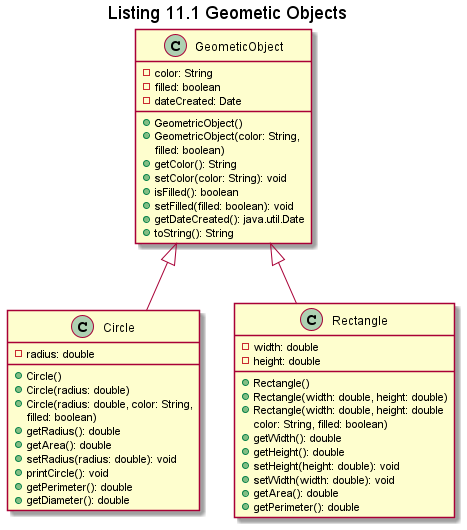 Listing 11.1 Geometic Objects
C GeometicObject
color: String
filled: boolean
dateCreated: Date
GeometricObject()
GeometricObject(color: String,
filled: boolean)
getColor(): String
setColor(color: String): void
isFilled(): boolean
setFilled(filled: boolean): void
getDateCreated(): java.util.Date
toString(): String
C Circle
radius: double
Circle()
Circle(radius: double)
Circle(radius: double, color: String,
filled: boolean)
getRadius(): double
getArea(): double
setRadius(radius: double): void
printCircle(): void
getPerimeter(): double
getDiameter(): double
C Rectangle
width: double
height: double
Rectangle()
Rectangle(width: double, height: double)
Rectangle(width: double, height: double
color: String, filled: boolean)
getWidth(): double
getHeight(): double
setHeight(height: double): void
setWidth(width: double): void
getArea(): double
getPerimeter(): double